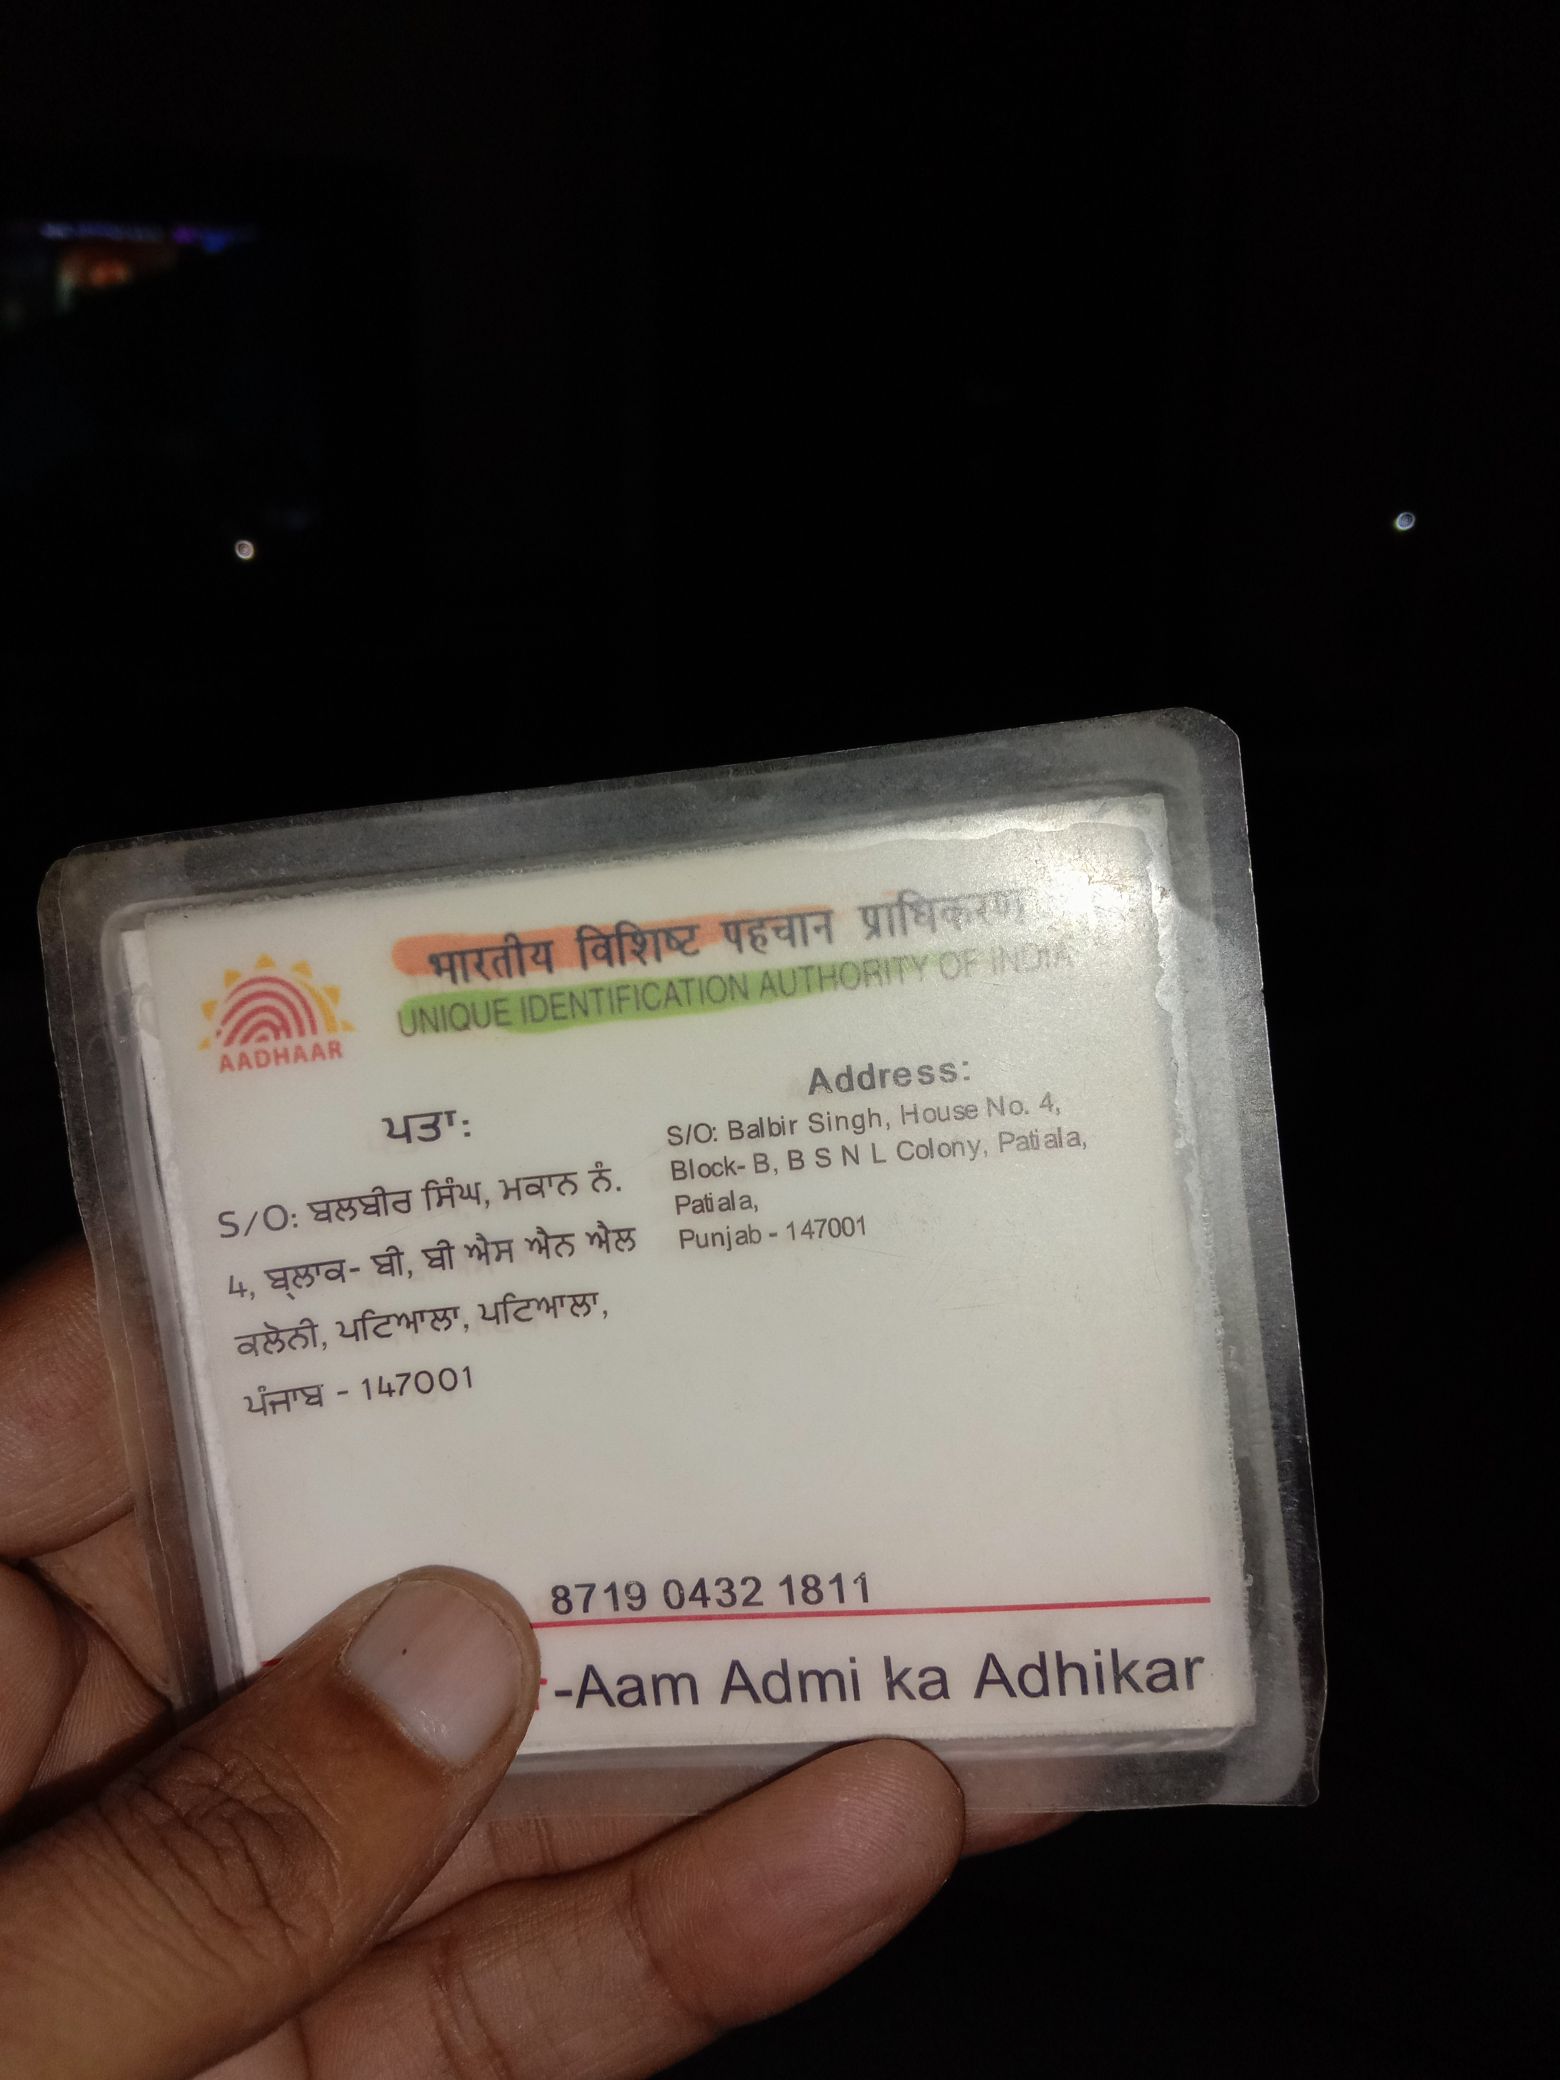 भारतीय विशिष्ट पहचान प्राधिकरण
UNIQUE IDENTIFICATION AUTHORITY OF INDIA
AADHAAR
ਪਤਾ:
S/O: ਬਲਬੀਰ ਸਿੰਘ, ਮਕਾਨ ਨੰ.
4, ਬ੍ਲਾਕ- ਬੀ, ਬੀ ਐਸ ਐਨ ਐਲ
ਕਲੋਨੀ, ਪਟਿਆਲਾ, ਪਟਿਆਲਾ,
ਪੰਜਾਬ - 147001
Address:
S/O: Balbir Singh, House No. 4,
Block- B, B S N L Colony, Patiala,
Patiala,
Punjab - 147001
8719 0432 1811
-Aam Admi ka Adhikar